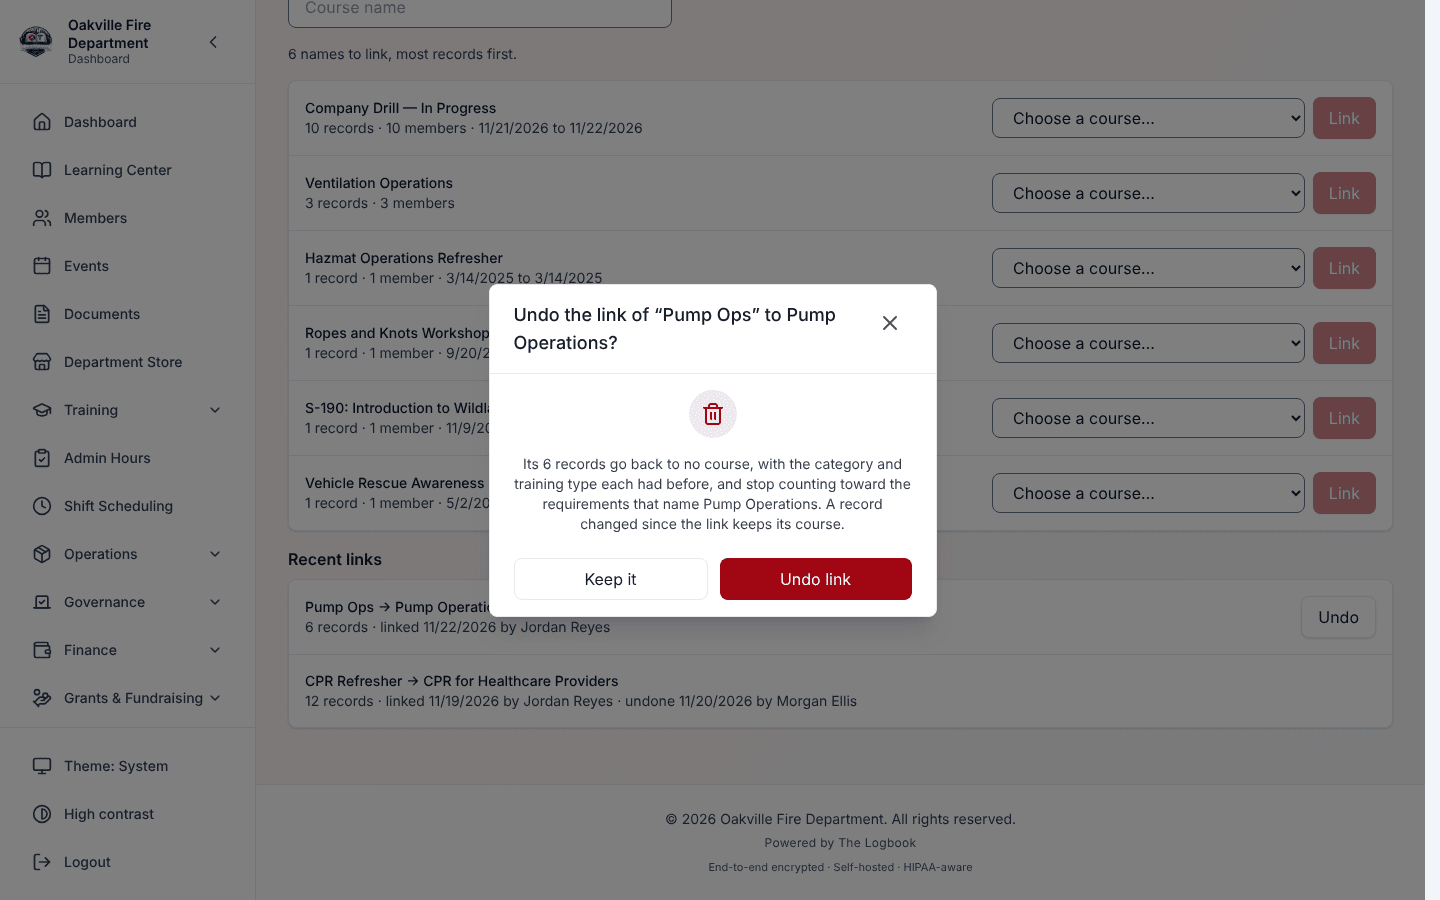 Oakville Fire
Department
Dashboard
Dashboard
Learning Center
Members
Events
Documents
Department Store
Training
Admin Hours
Shift Scheduling
Operations
Governance
Finance
Grants & Fundraising
Theme: System
High contrast
Logout
Course name
6 names to link, most records first.
Company Drill — In Progress
10 records · 10 members · 11/21/2026 to 11/22/2026
Choose a course...
Link
Ventilation Operations
3 records · 3 members
Choose a course...
Link
Hazmat Operations Refresher
1 record · 1 member · 3/14/2025 to 3/14/2025
Choose a course...
Link
Ropes and Knots Workshop
1 record · 1 member · 9/20/2
Choose a course...
Link
S-190: Introduction to Wildla
1 record · 1 member · 11/9/20
Choose a course...
Link
Vehicle Rescue Awareness
1 record · 1 member · 5/2/20
Choose a course...
Link
Undo the link of “Pump Ops” to Pump
Operations?
Its 6 records go back to no course, with the category and
training type each had before, and stop counting toward the
requirements that name Pump Operations. A record
changed since the link keeps its course.
Keep it
Undo link
Recent links
Pump Ops → Pump Operatio
6 records · linked 11/22/2026 by Jordan Reyes
Undo
CPR Refresher → CPR for Healthcare Providers
12 records · linked 11/19/2026 by Jordan Reyes · undone 11/20/2026 by Morgan Ellis
© 2026 Oakville Fire Department. All rights reserved.
Powered by The Logbook
End-to-end encrypted · Self-hosted · HIPAA-aware